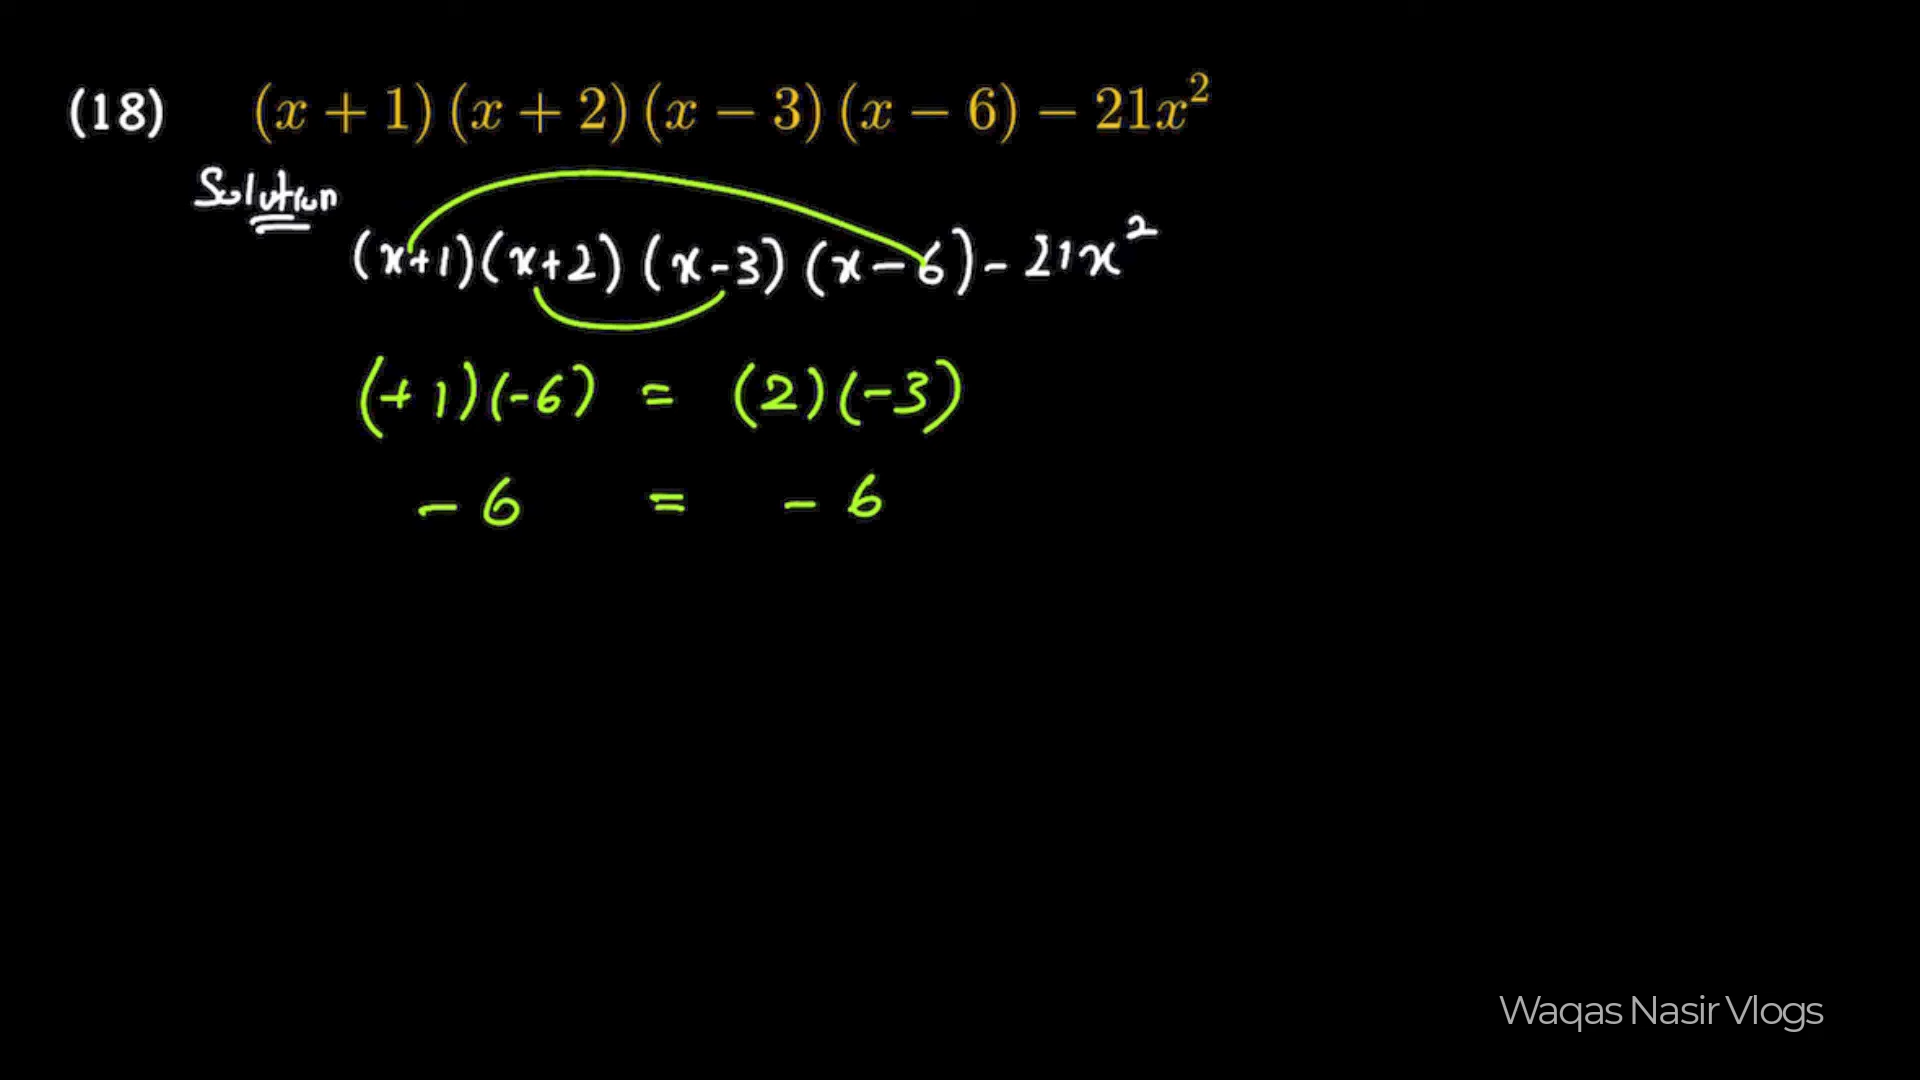 (18) (x + 1) (x + 2) (x − 3) (x − 6) − 21x²
Solution
(x+1)(x+2) (x-3) (x-6) - 21x²
(+1)(-6) = (2)(-3)
-6 = -6
Waqas Nasir Vlogs